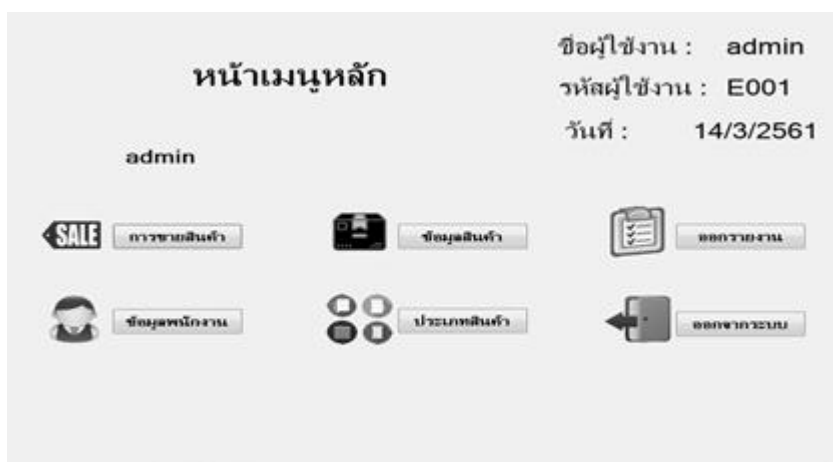 หน้าเมนูหลัก
ชื่อผู้ใช้งาน : admin
รหัสผู้ใช้งาน : E001
วันที่ : 14/3/2561
admin
SALE การขายสินค้า
ข้อมูลสินค้า
ออกรายงาน
ข้อมูลพนักงาน
ประเภทสินค้า
ออกจากระบบ